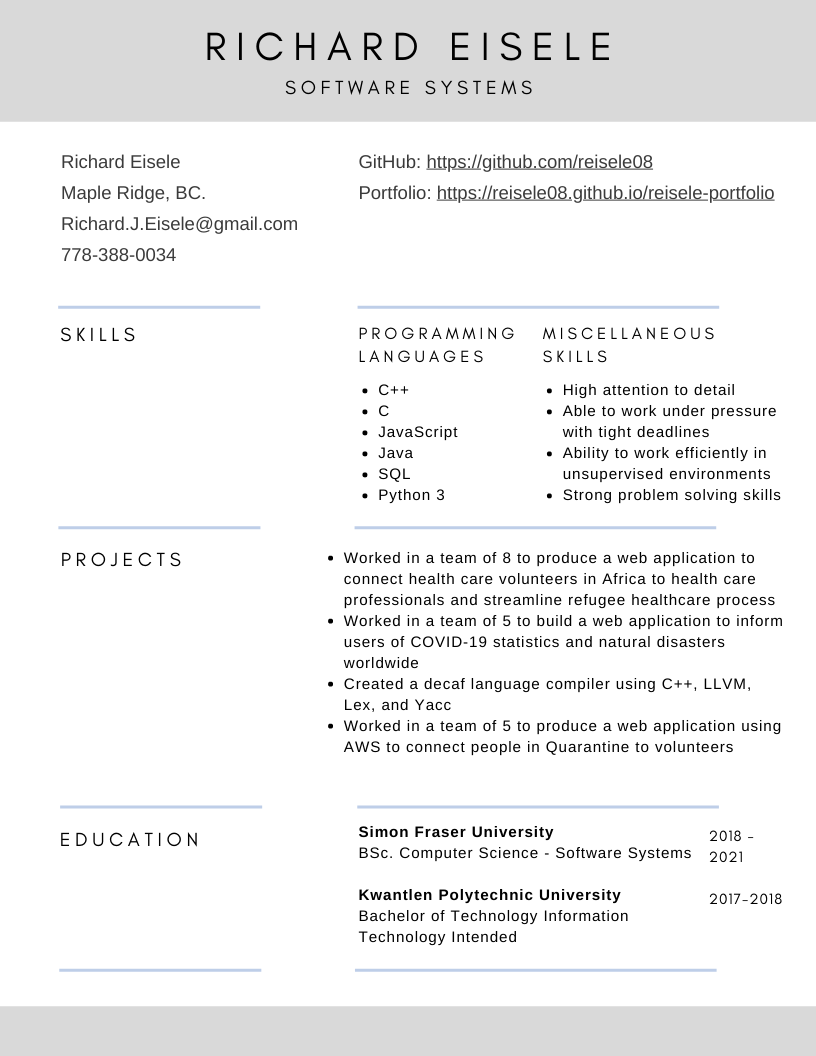 RICHARD EISELE
SOFTWARE SYSTEMS
Richard Eisele
Maple Ridge, BC.
Richard.J.Eisele@gmail.com
778-388-0034
GitHub: https://github.com/reisele08
Portfolio: https://reisele08.github.io/reisele-portfolio
SKILLS
PROGRAMMING
LANGUAGES
C++
C
JavaScript
Java
SQL
Python 3
MISCELLANEOUS
SKILLS
High attention to detail
Able to work under pressure
with tight deadlines
Ability to work efficiently in
unsupervised environments
Strong problem solving skills
PROJECTS
Worked in a team of 8 to produce a web application to
connect health care volunteers in Africa to health care
professionals and streamline refugee healthcare process
Worked in a team of 5 to build a web application to inform
users of COVID-19 statistics and natural disasters
worldwide
Created a decaf language compiler using C++, LLVM,
Lex, and Yacc
Worked in a team of 5 to produce a web application using
AWS to connect people in Quarantine to volunteers
EDUCATION
Simon Fraser University
BSc. Computer Science - Software Systems
2018 -
2021
Kwantlen Polytechnic University
2017-2018
Bachelor of Technology Information
Technology Intended